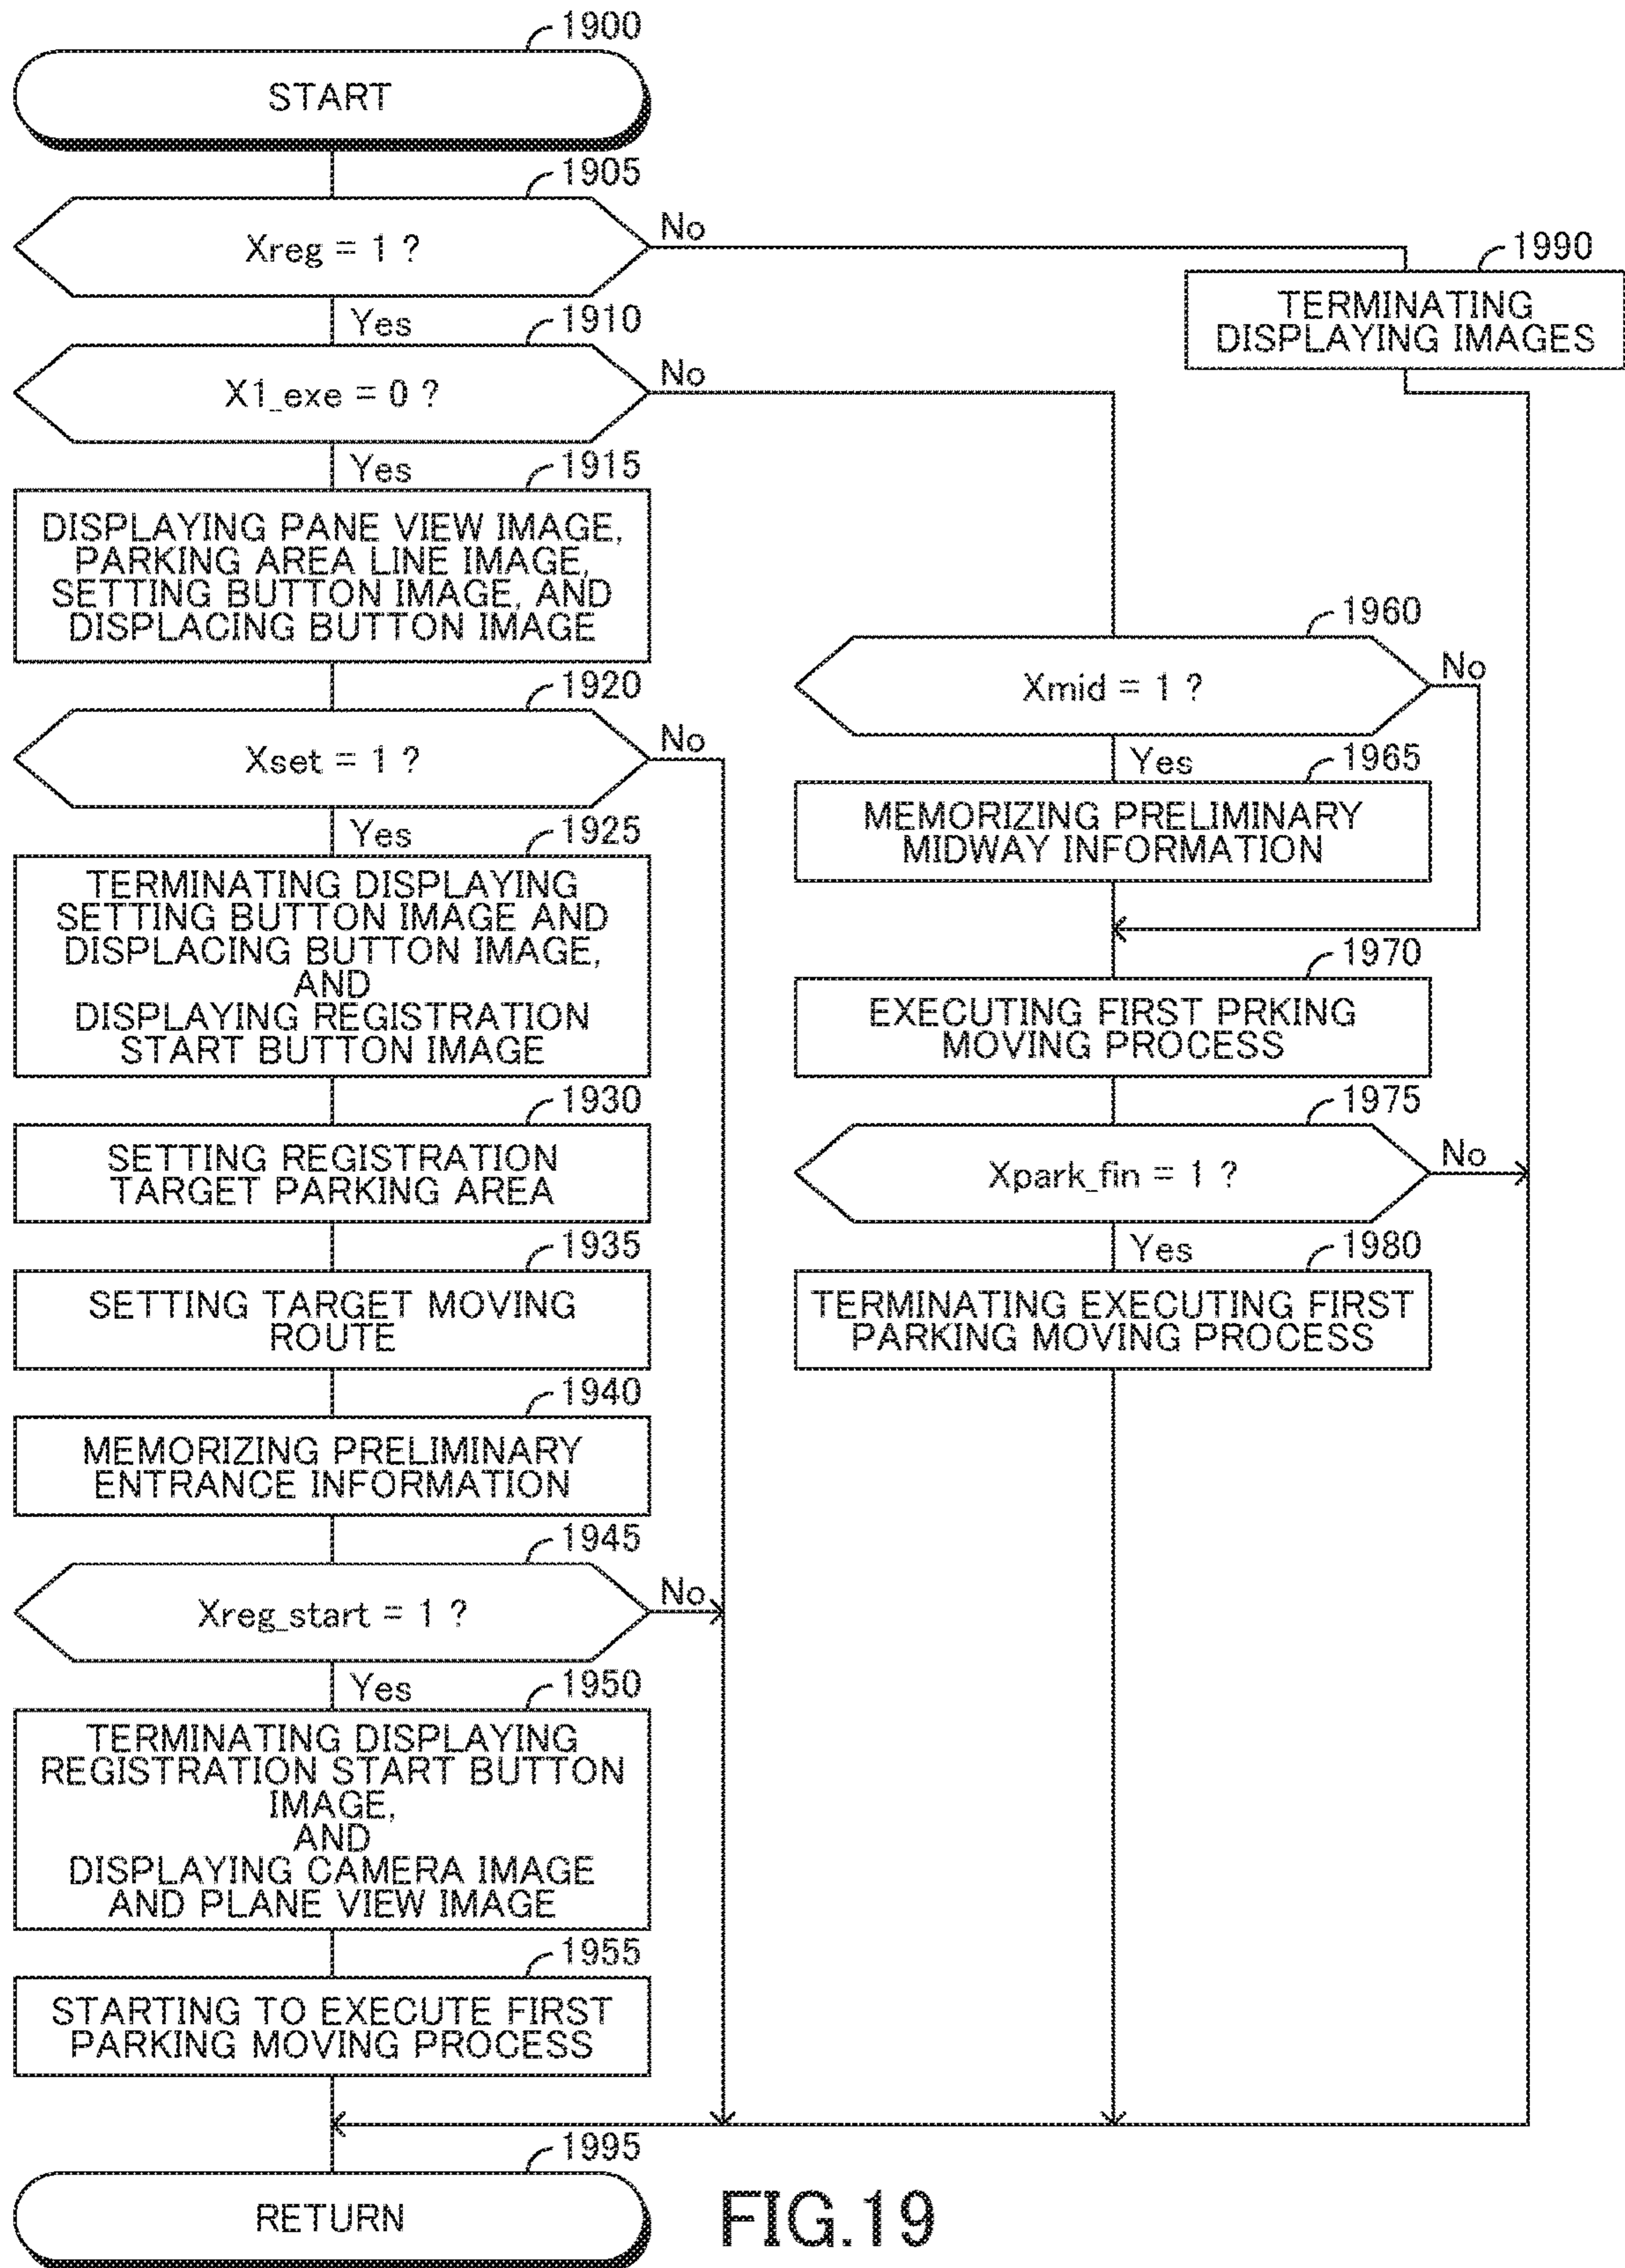 1900
START
1905
Xreg = 1 ?
No
Yes
1990
TERMINATING
DISPLAYING IMAGES
1910
X1_exe = 0 ?
No
Yes
1915
DISPLAYING PANE VIEW IMAGE,
PARKING AREA LINE IMAGE,
SETTING BUTTON IMAGE, AND
DISPLACING BUTTON IMAGE
1920
Xset = 1 ?
No
Yes
1925
TERMINATING DISPLAYING
SETTING BUTTON IMAGE AND
DISPLACING BUTTON IMAGE,
AND
DISPLAYING REGISTRATION
START BUTTON IMAGE
1930
SETTING REGISTRATION
TARGET PARKING AREA
1935
SETTING TARGET MOVING
ROUTE
1940
MEMORIZING PRELIMINARY
ENTRANCE INFORMATION
1945
Xreg_start = 1 ?
No
Yes
1950
TERMINATING DISPLAYING
REGISTRATION START BUTTON
IMAGE,
AND
DISPLAYING CAMERA IMAGE
AND PLANE VIEW IMAGE
1955
STARTING TO EXECUTE FIRST
PARKING MOVING PROCESS
1960
Xmid = 1 ?
No
Yes
1965
MEMORIZING PRELIMINARY
MIDWAY INFORMATION
1970
EXECUTING FIRST PRKING
MOVING PROCESS
1975
Xpark_fin = 1 ?
No
Yes
1980
TERMINATING EXECUTING FIRST
PARKING MOVING PROCESS
1995
RETURN
FIG.19